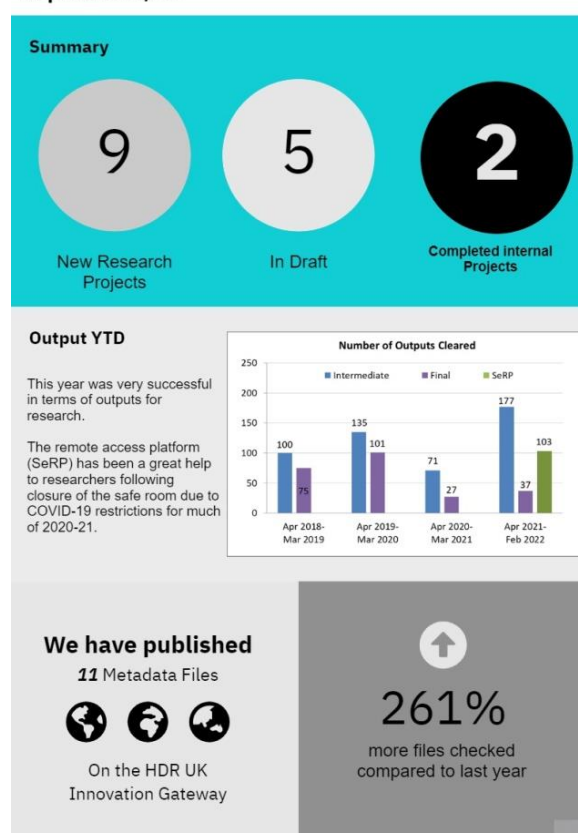 Summary
9
5
2
New Research
Projects
In Draft
Completed internal
Projects
Output YTD
This year was very successful
in terms of outputs for
research.
The remote access platform
(SeRP) has been a great help
to researchers following
closure of the safe room due to
COVID-19 restrictions for much
of 2020-21.
Number of Outputs Cleared
Intermediate
Final
SeRP
250
200
150
100
50
0
100
75
135
101
71
27
177
37
103
Apr 2018-
Mar 2019
Apr 2019-
Mar 2020
Apr 2020-
Mar 2021
Apr 2021-
Feb 2022
We have published
11 Metadata Files
On the HDR UK
Innovation Gateway
261%
more files checked
compared to last year